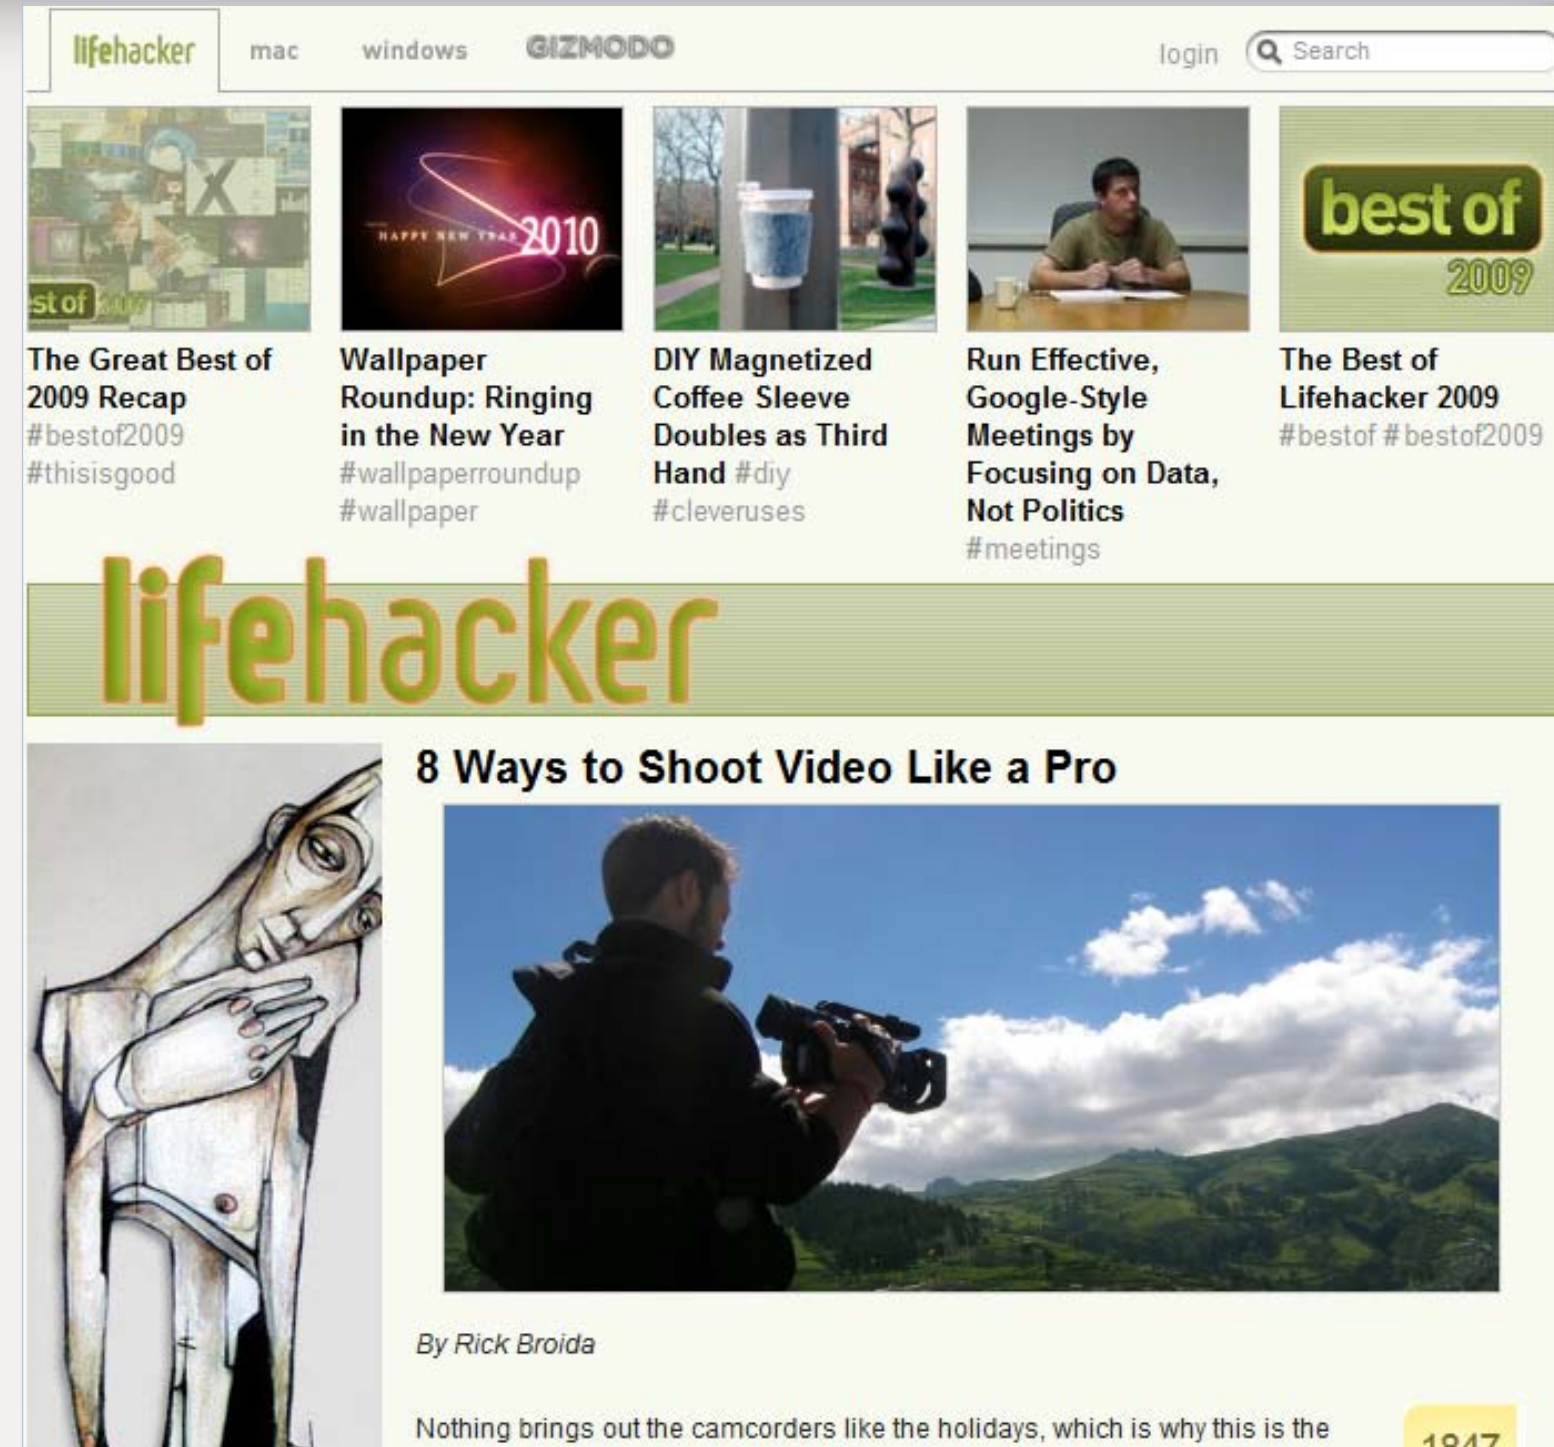 lifehacker mac windows GIZMODO login Search
est of 2009
HAPPY NEW YEAR 2010
best of
2009
The Great Best of
2009 Recap
#bestof2009
#thisisgood
Wallpaper
Roundup: Ringing
in the New Year
#wallpaperroundup
#wallpaper
DIY Magnetized
Coffee Sleeve
Doubles as Third
Hand #diy
#cleveruses
Run Effective,
Google-Style
Meetings by
Focusing on Data,
Not Politics
#meetings
The Best of
Lifehacker 2009
#bestof #bestof2009
lifehacker
8 Ways to Shoot Video Like a Pro
By Rick Broida
Nothing brings out the camcorders like the holidays, which is why this is the
1847